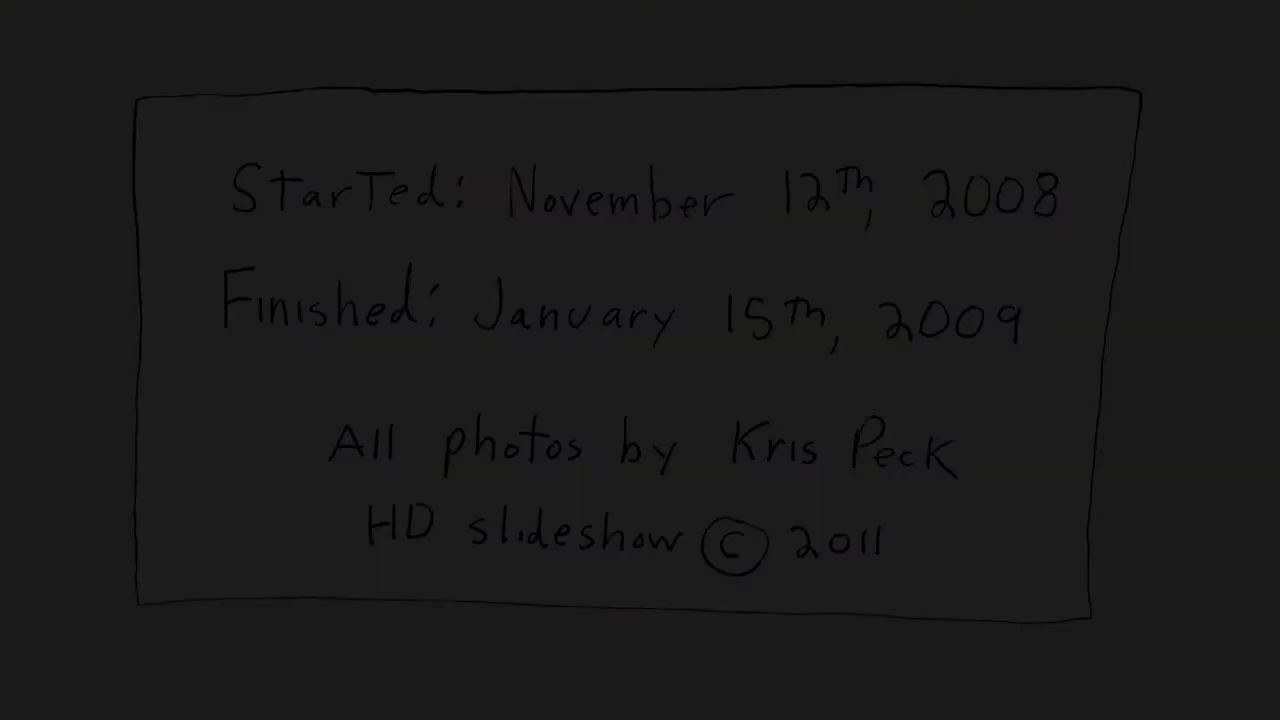 Started: November 12th, 2008
Finished: January 15th, 2009
All photos by Kris Peck
HD slideshow © 2011